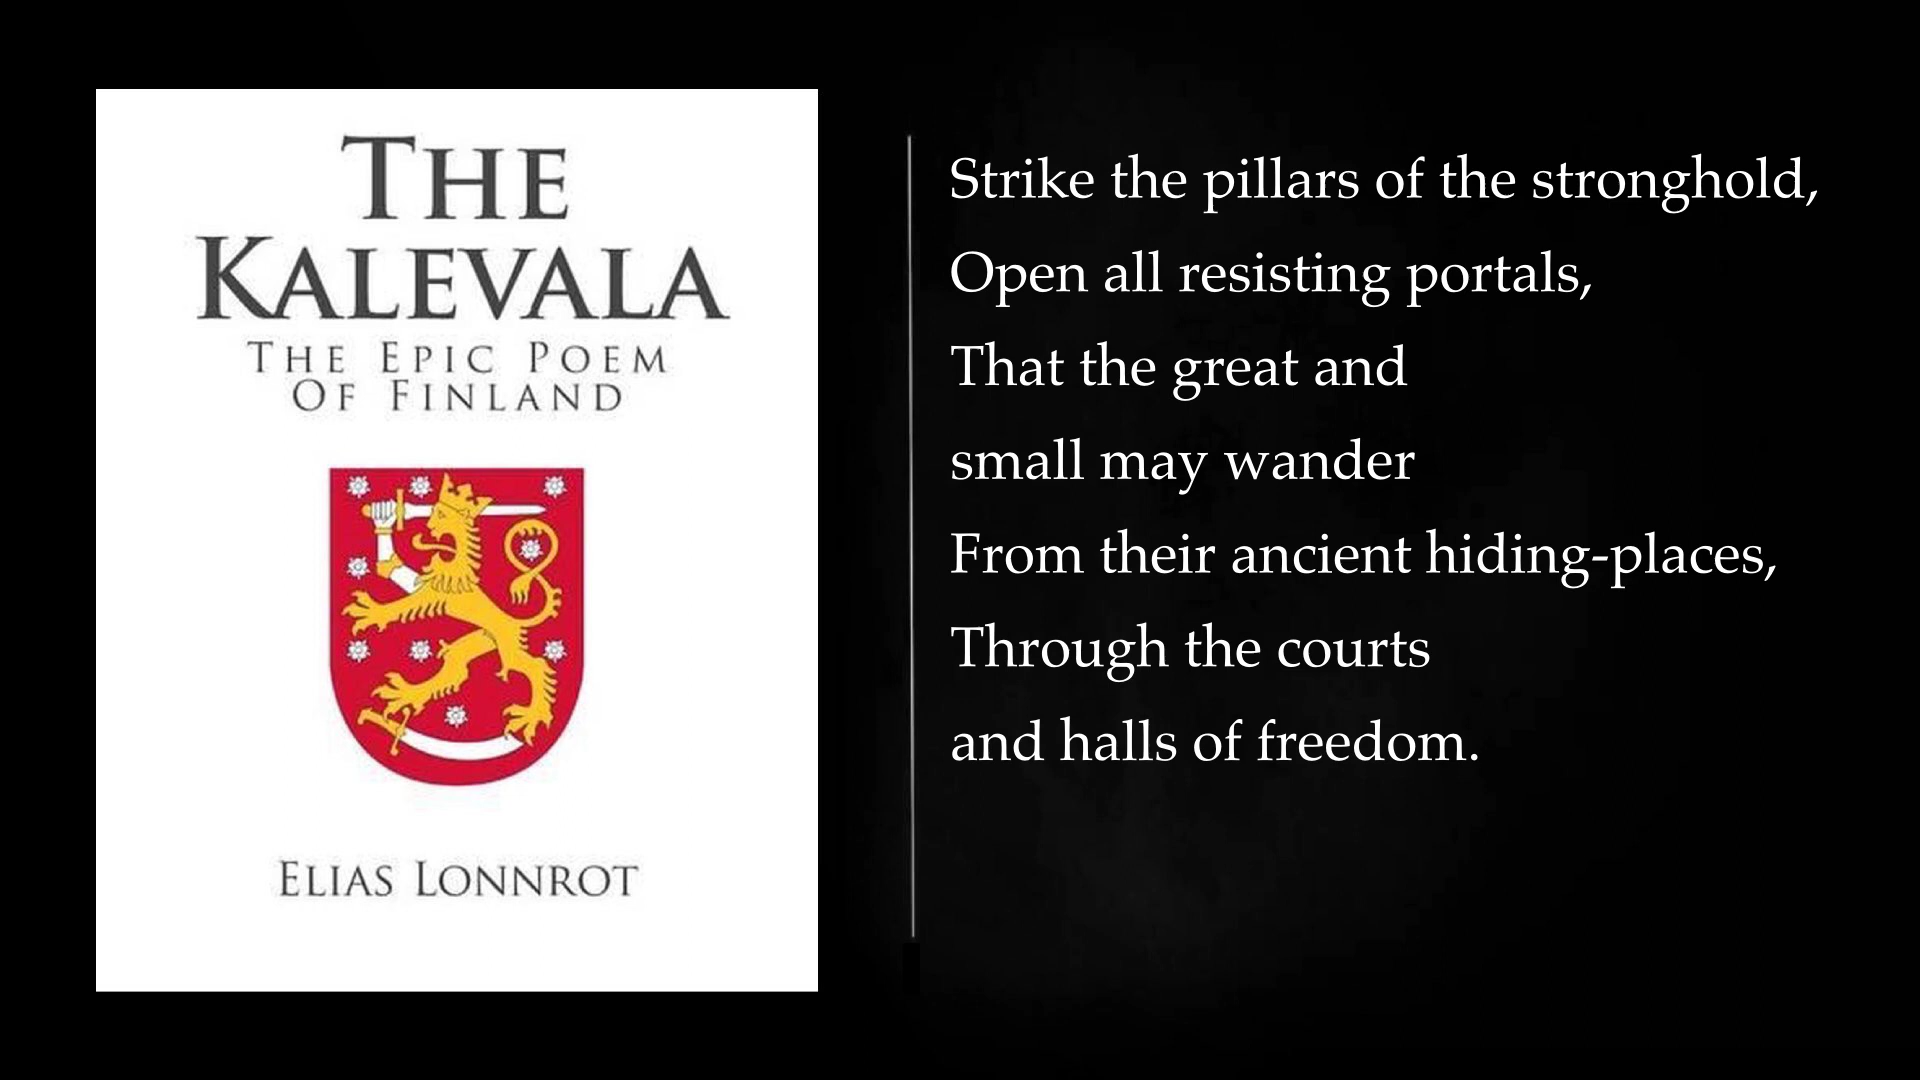 THE
KALEVALA
THE EPIC POEM
OF FINLAND
ELIAS LONNROT
Strike the pillars of the stronghold,
Open all resisting portals,
That the great and
small may wander
From their ancient hiding-places,
Through the courts
and halls of freedom.